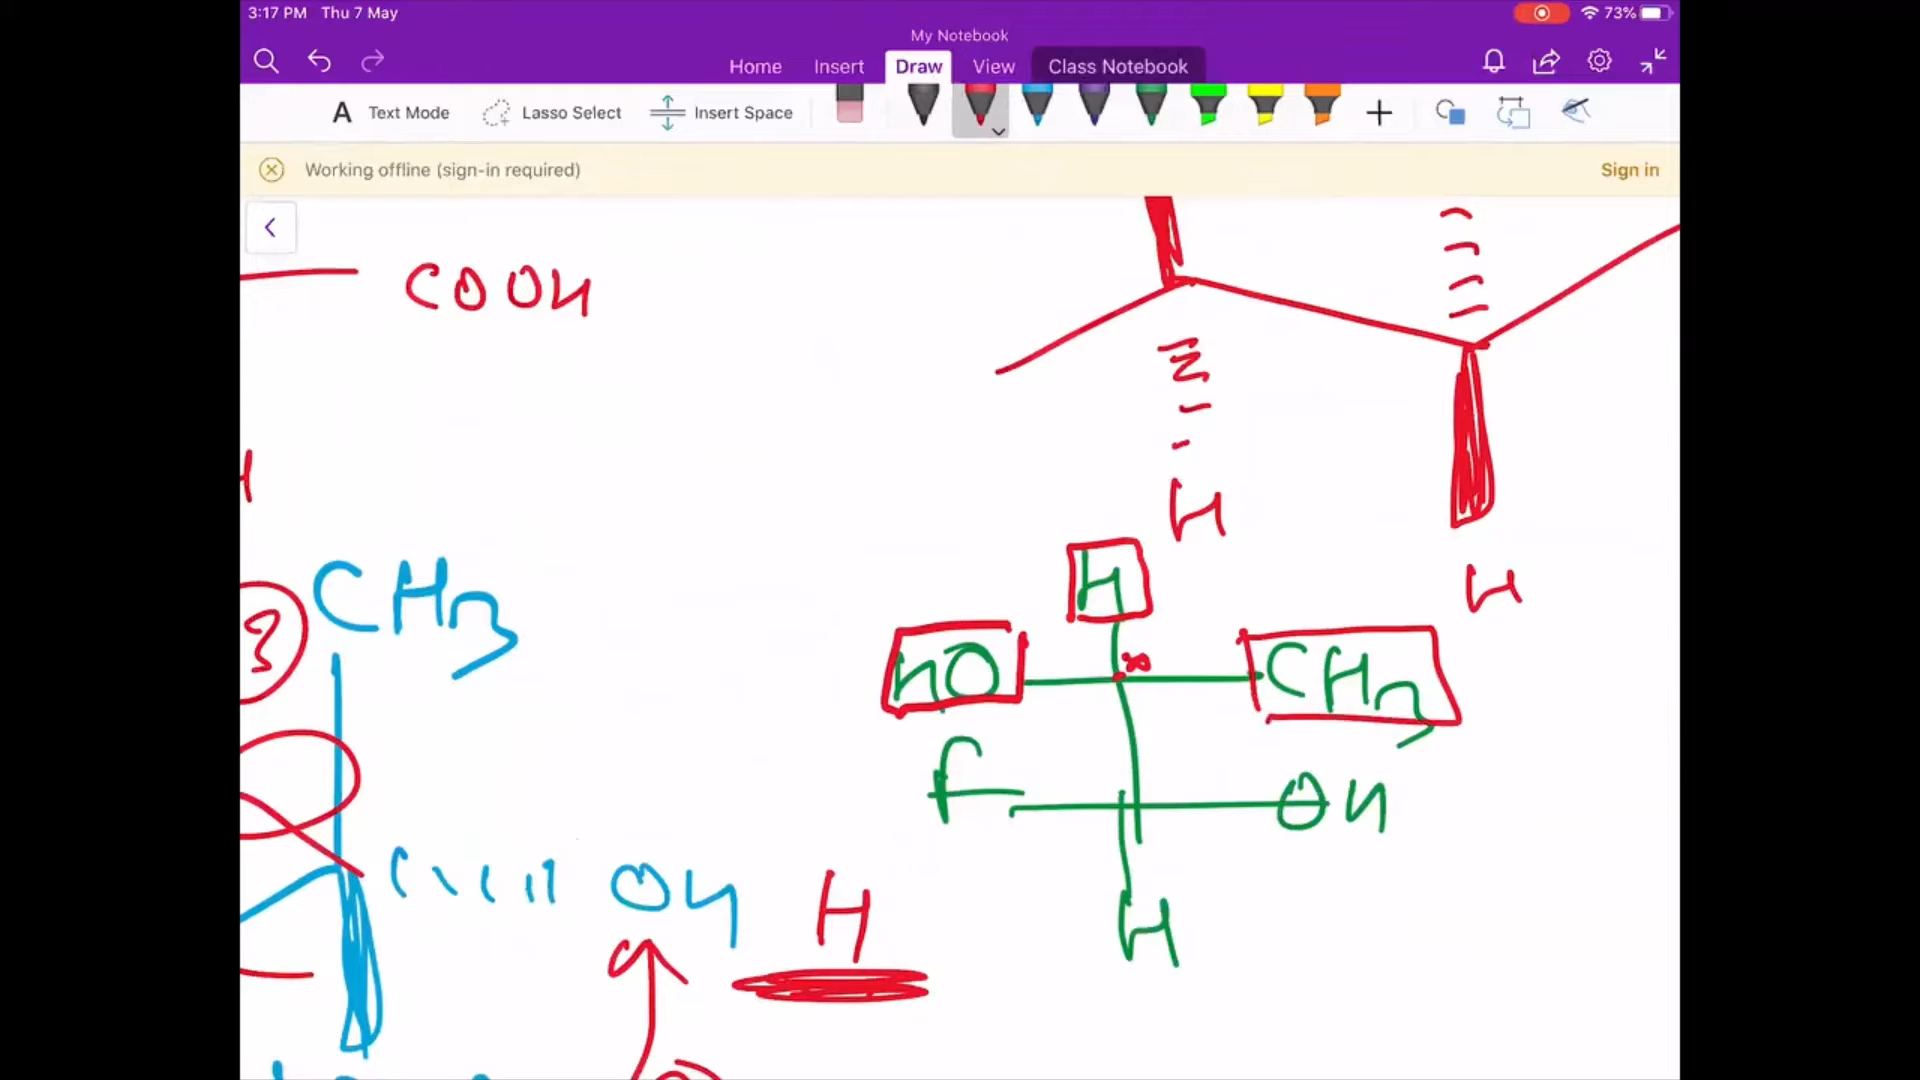 3:17 PM Thu 7 May
73%
My Notebook
Home Insert Draw View Class Notebook
A Text Mode Lasso Select Insert Space
Working offline (sign-in required) Sign in
COOH
H
H
H
H
3
CH3
HO
CH3
F
OH
OH
H
H